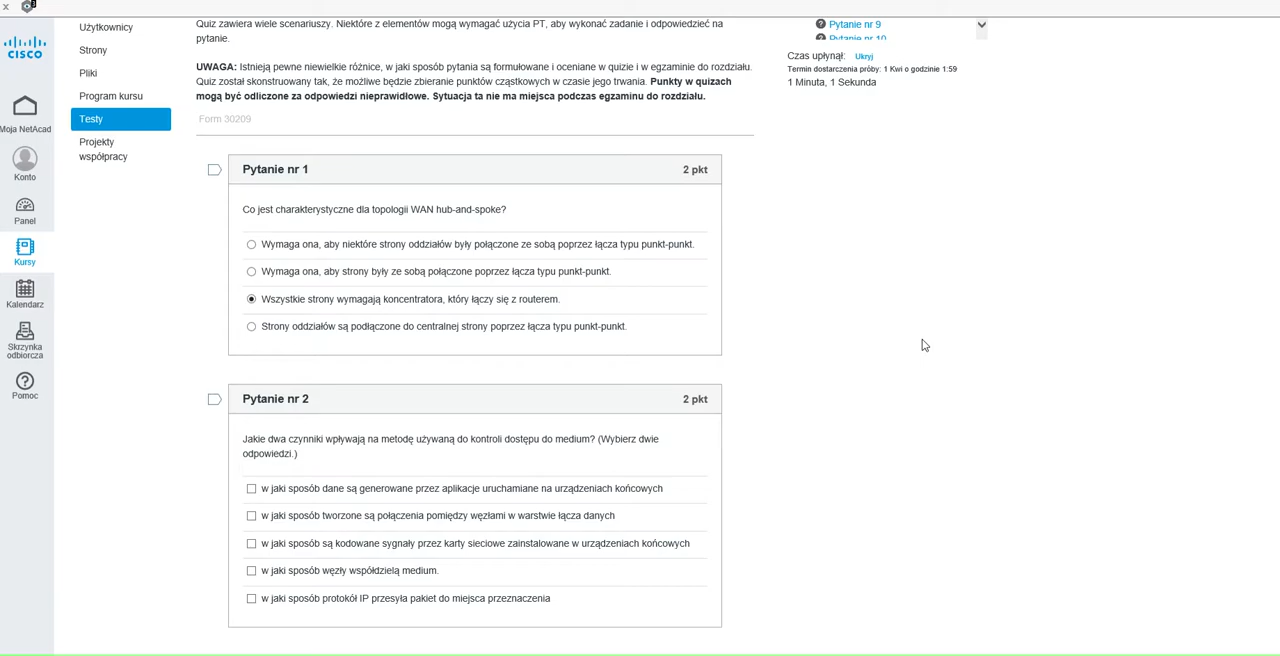 x
3
Użytkownicy
Strony
Pliki
Program kursu
Testy
Projekty
współpracy
CISCO
Moja NetAcad
Konto
Panel
Kursy
Kalendarz
Skrzynka
odbiorcza
Pomoc
Quiz zawiera wiele scenariuszy. Niektóre z elementów mogą wymagać użycia PT, aby wykonać zadanie i odpowiedzieć na
pytanie.
UWAGA: Istnieją pewne niewielkie różnice, w jaki sposób pytania są formułowane i oceniane w quizie i w egzaminie do rozdziału.
Quiz został skonstruowany tak, że możliwe będzie zbieranie punktów cząstkowych w czasie jego trwania. Punkty w quizach
mogą być odliczone za odpowiedzi nieprawidłowe. Sytuacja ta nie ma miejsca podczas egzaminu do rozdziału.
Form 30209
Pytanie nr 1 2 pkt
Co jest charakterystyczne dla topologii WAN hub-and-spoke?
Wymaga ona, aby niektóre strony oddziałów były połączone ze sobą poprzez łącza typu punkt-punkt.
Wymaga ona, aby strony były ze sobą połączone poprzez łącza typu punkt-punkt.
Wszystkie strony wymagają koncentratora, który łączy się z routerem.
Strony oddziałów są podłączone do centralnej strony poprzez łącza typu punkt-punkt.
Pytanie nr 2 2 pkt
Jakie dwa czynniki wpływają na metodę używaną do kontroli dostępu do medium? (Wybierz dwie
odpowiedzi.)
w jaki sposób dane są generowane przez aplikacje uruchamiane na urządzeniach końcowych
w jaki sposób tworzone są połączenia pomiędzy węzłami w warstwie łącza danych
w jaki sposób są kodowane sygnały przez karty sieciowe zainstalowane w urządzeniach końcowych
w jaki sposób węzły współdzielą medium.
w jaki sposób protokół IP przesyła pakiet do miejsca przeznaczenia
Pytanie nr 9
Pytanie nr 10
Czas upłynął: Ukryj
Termin dostarczenia próby: 1 Kwi o godzinie 1:59
1 Minuta, 1 Sekunda